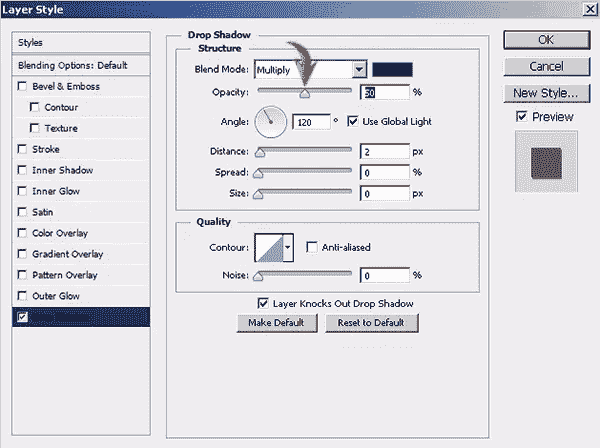 Layer Style
Styles
Blending Options: Default
Bevel & Emboss
Contour
Texture
Stroke
Inner Shadow
Inner Glow
Satin
Color Overlay
Gradient Overlay
Pattern Overlay
Outer Glow
Drop Shadow
Structure
Blend Mode: Multiply
Opacity: 50 %
Angle: 120 ° Use Global Light
Distance: 2 px
Spread: 0 %
Size: 0 px
Quality
Contour: Anti-aliased
Noise: 0 %
Layer Knocks Out Drop Shadow
Make Default Reset to Default
OK
Cancel
New Style...
Preview